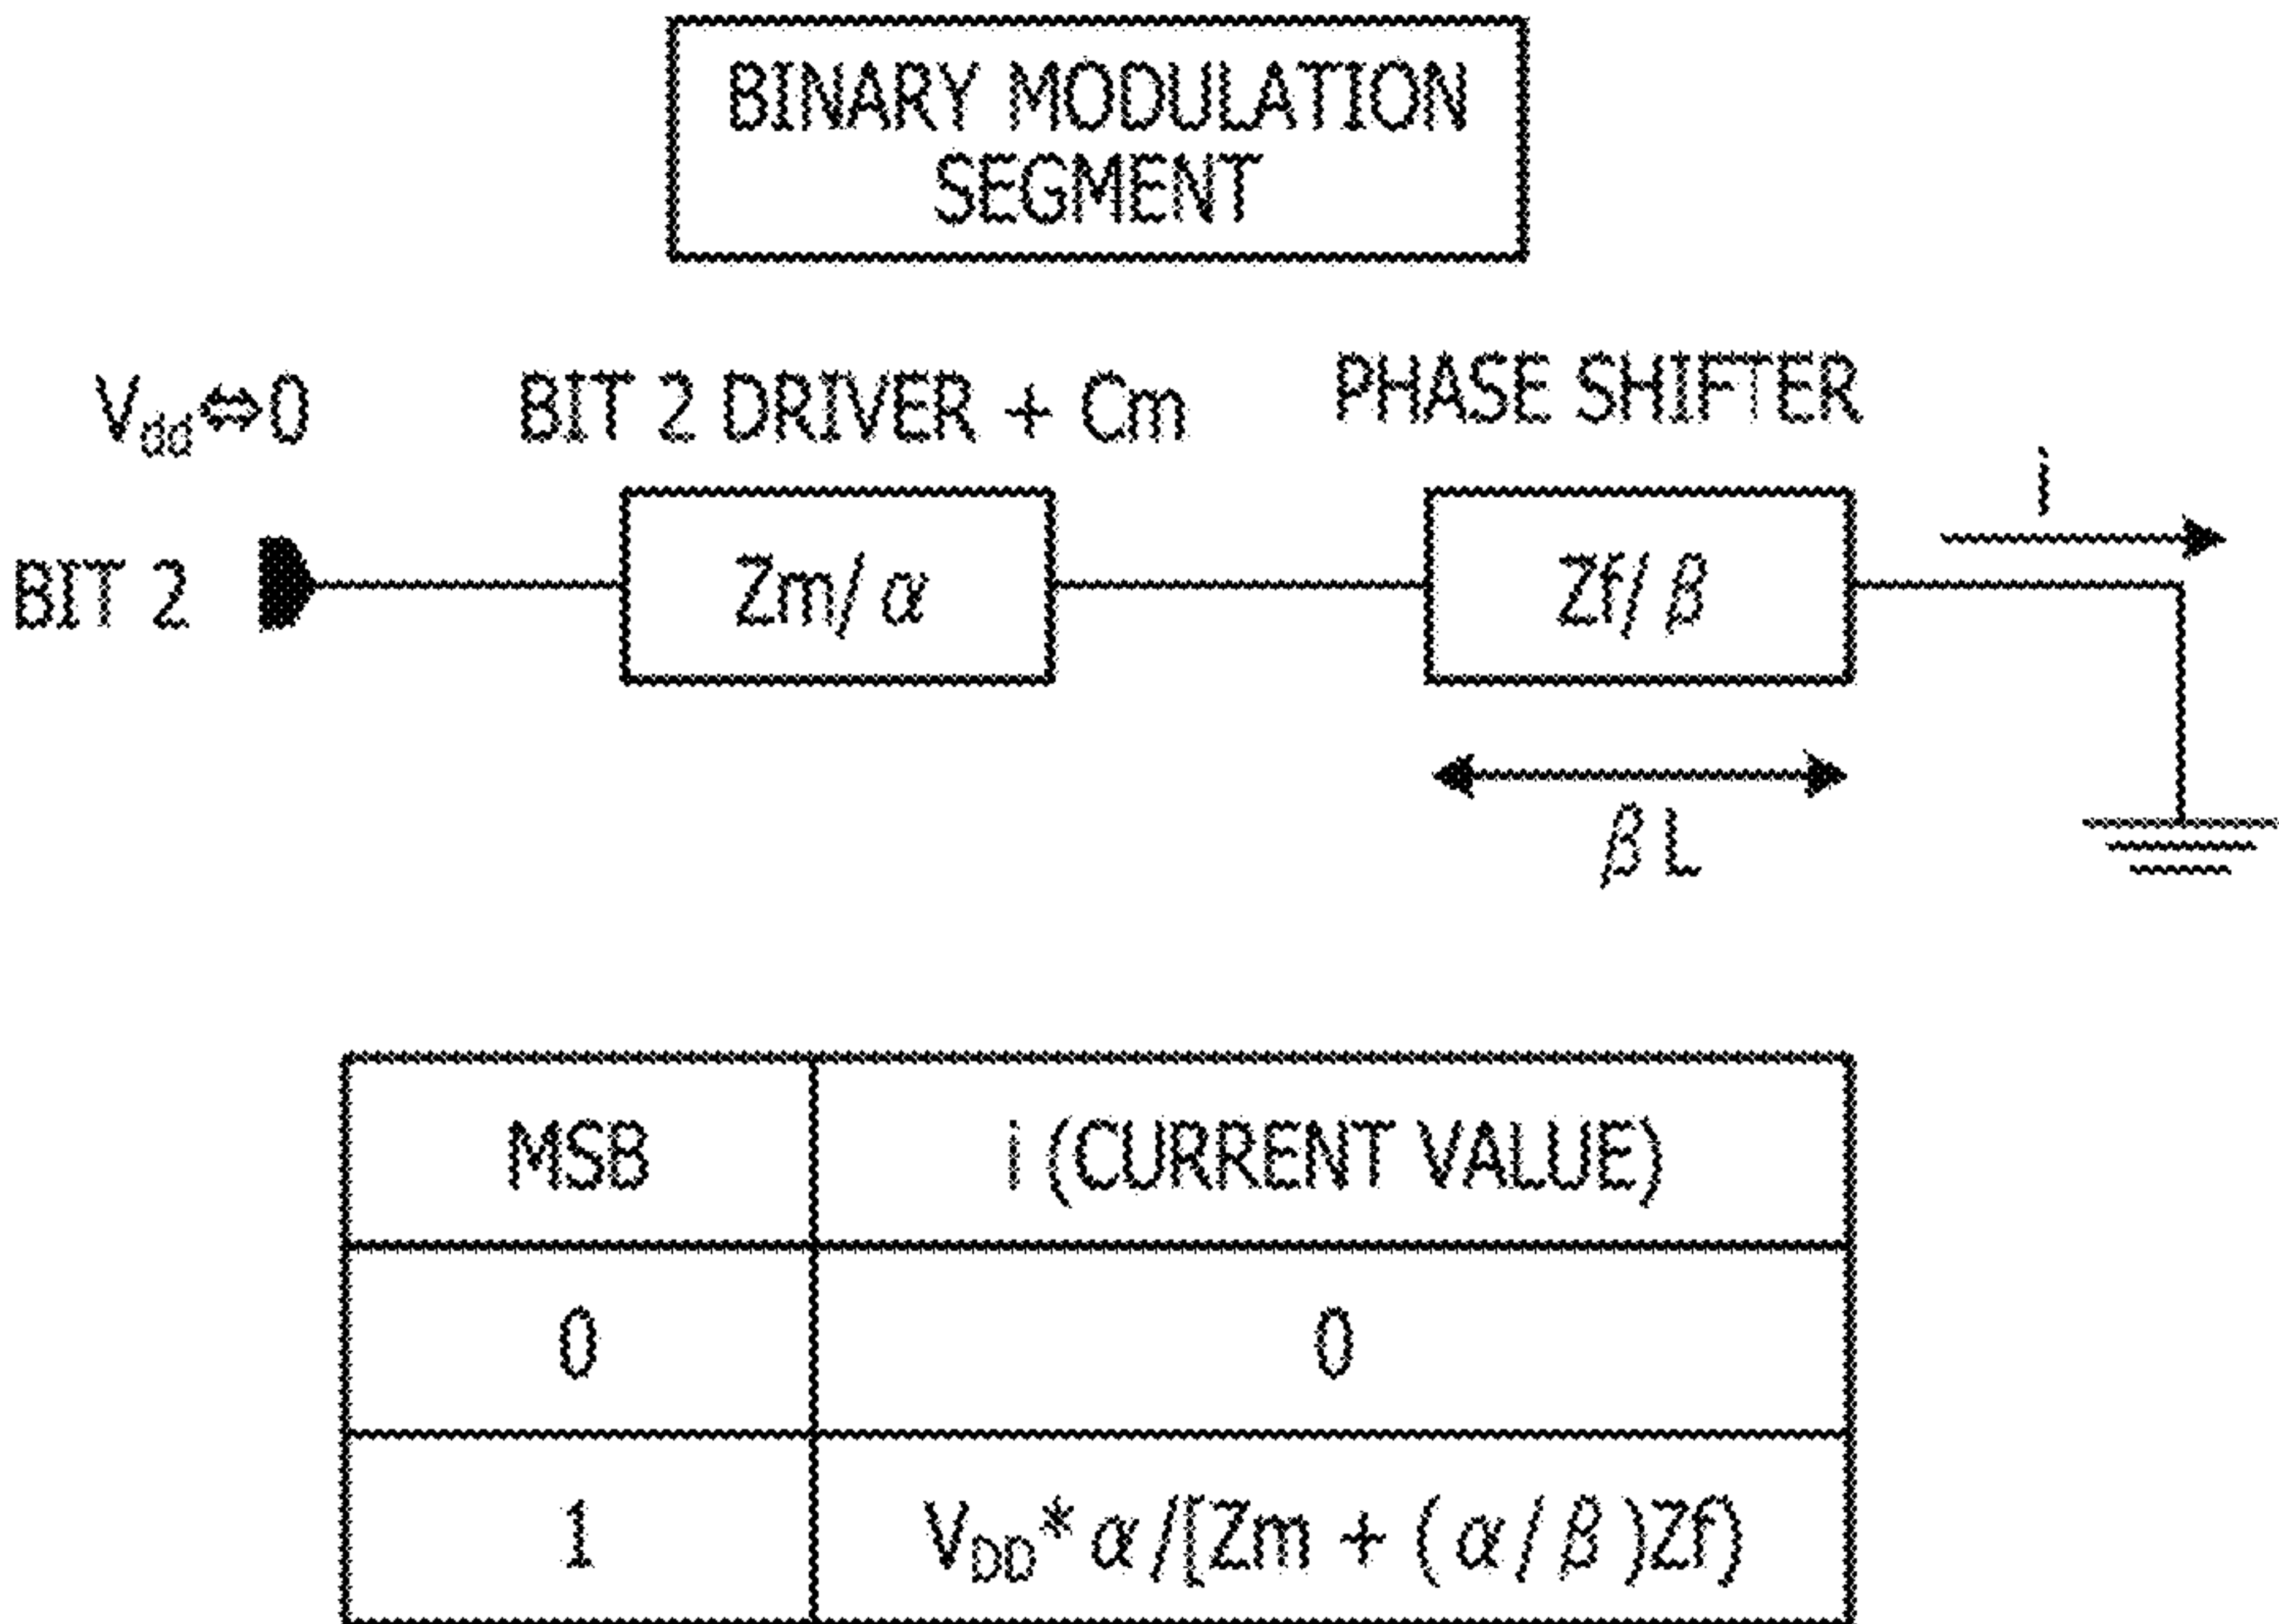 BINARY MODULATION
SEGMENT
Vdd⇔0
BIT 2 DRIVER + Cm
PHASE SHIFTER
i
BIT 2
Zm/α
Zf/β
βL
MSB
i (CURRENT VALUE)
0
0
1
VDD*α/[Zm + (α/β)Zf)